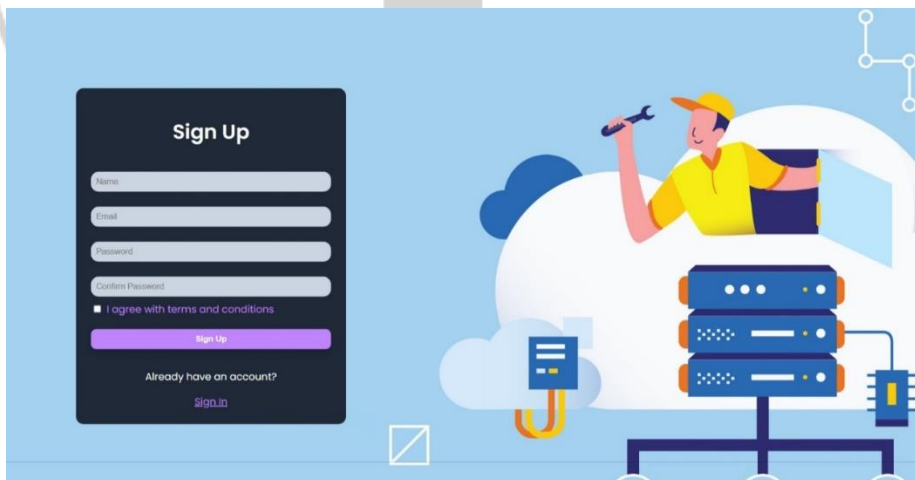 Sign Up
Name
Email
Password
Confirm Password
I agree with terms and conditions
Sign Up
Already have an account?
Sign In